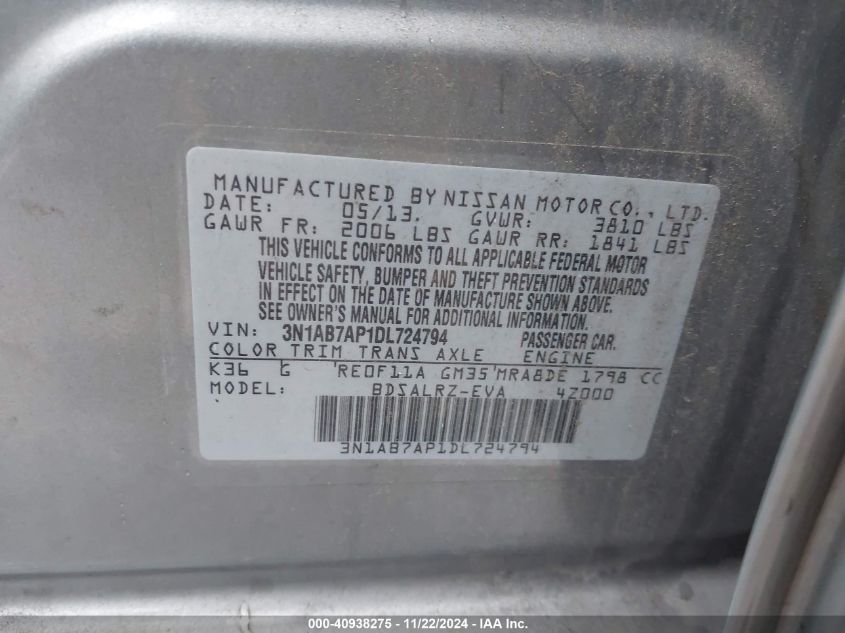 MANUFACTURED BY NISSAN MOTOR CO., LTD.
DATE: 05/13. GVWR: 3810 LBS
GAWR FR: 2006 LBS GAWR RR: 1841 LBS
THIS VEHICLE CONFORMS TO ALL APPLICABLE FEDERAL MOTOR
VEHICLE SAFETY, BUMPER AND THEFT PREVENTION STANDARDS
IN EFFECT ON THE DATE OF MANUFACTURE SHOWN ABOVE.
SEE OWNER'S MANUAL FOR ADDITIONAL INFORMATION.
VIN: 3N1AB7AP1DL724794 PASSENGER CAR.
COLOR TRIM TRANS AXLE ENGINE
K36 G RE0F11A GM35 MRA8DE 1798 CC
MODEL: BDSALRZ-EVA 4Z000
3N1AB7AP1DL724794
000-40938275 - 11/22/2024 - IAA Inc.